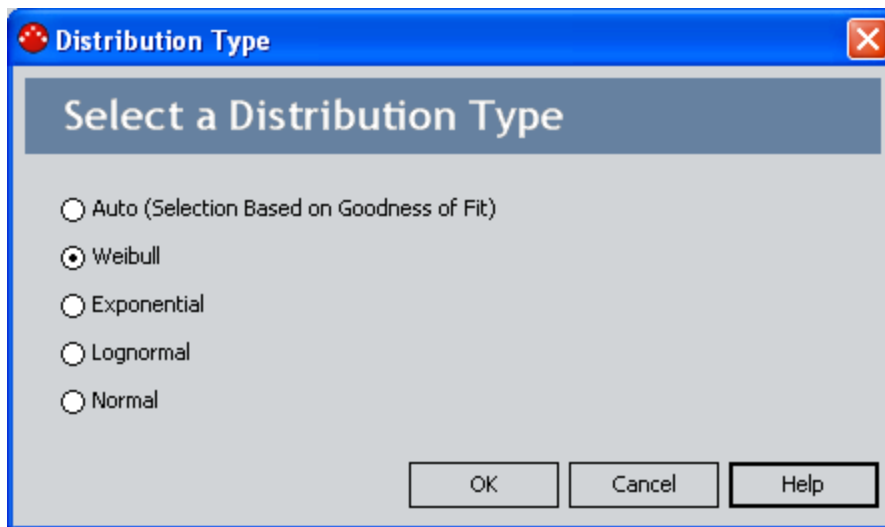 Distribution Type
Select a Distribution Type
Auto (Selection Based on Goodness of Fit)
Weibull
Exponential
Lognormal
Normal
OK Cancel Help